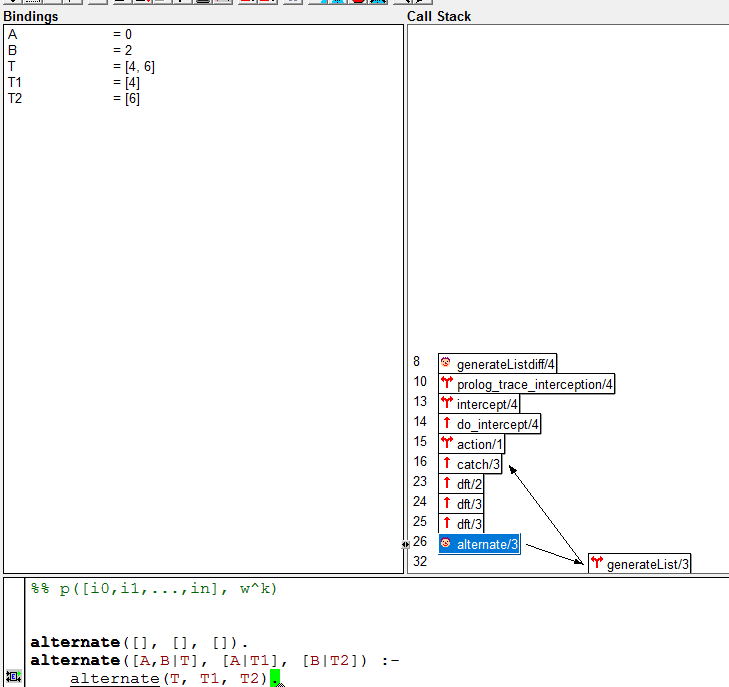 Bindings
Call Stack
A = 0
B = 2
T = [4, 6]
T1 = [4]
T2 = [6]
8 generateListdiff/4
10 prolog_trace_interception/4
13 intercept/4
14 do_intercept/4
15 action/1
16 catch/3
23 dft/2
24 dft/3
25 dft/3
26 alternate/3
32 generateList/3
%% p([i0,i1,...,in], w^k)
alternate([], [], []).
alternate([A,B|T], [A|T1], [B|T2]) :-
alternate(T, T1, T2).